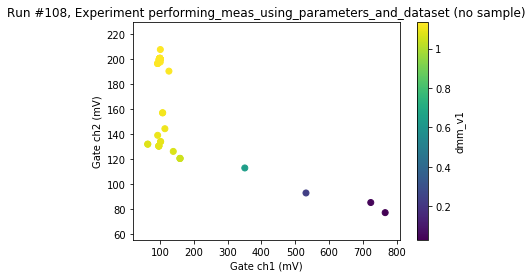 Run #108, Experiment performing_meas_using_parameters_and_dataset (no sample)
220
200
180
160
140
120
100
80
60
Gate ch2 (mV)
100 200 300 400 500 600 700 800
Gate ch1 (mV)
1
0.8
0.6
0.4
0.2
dmm_v1